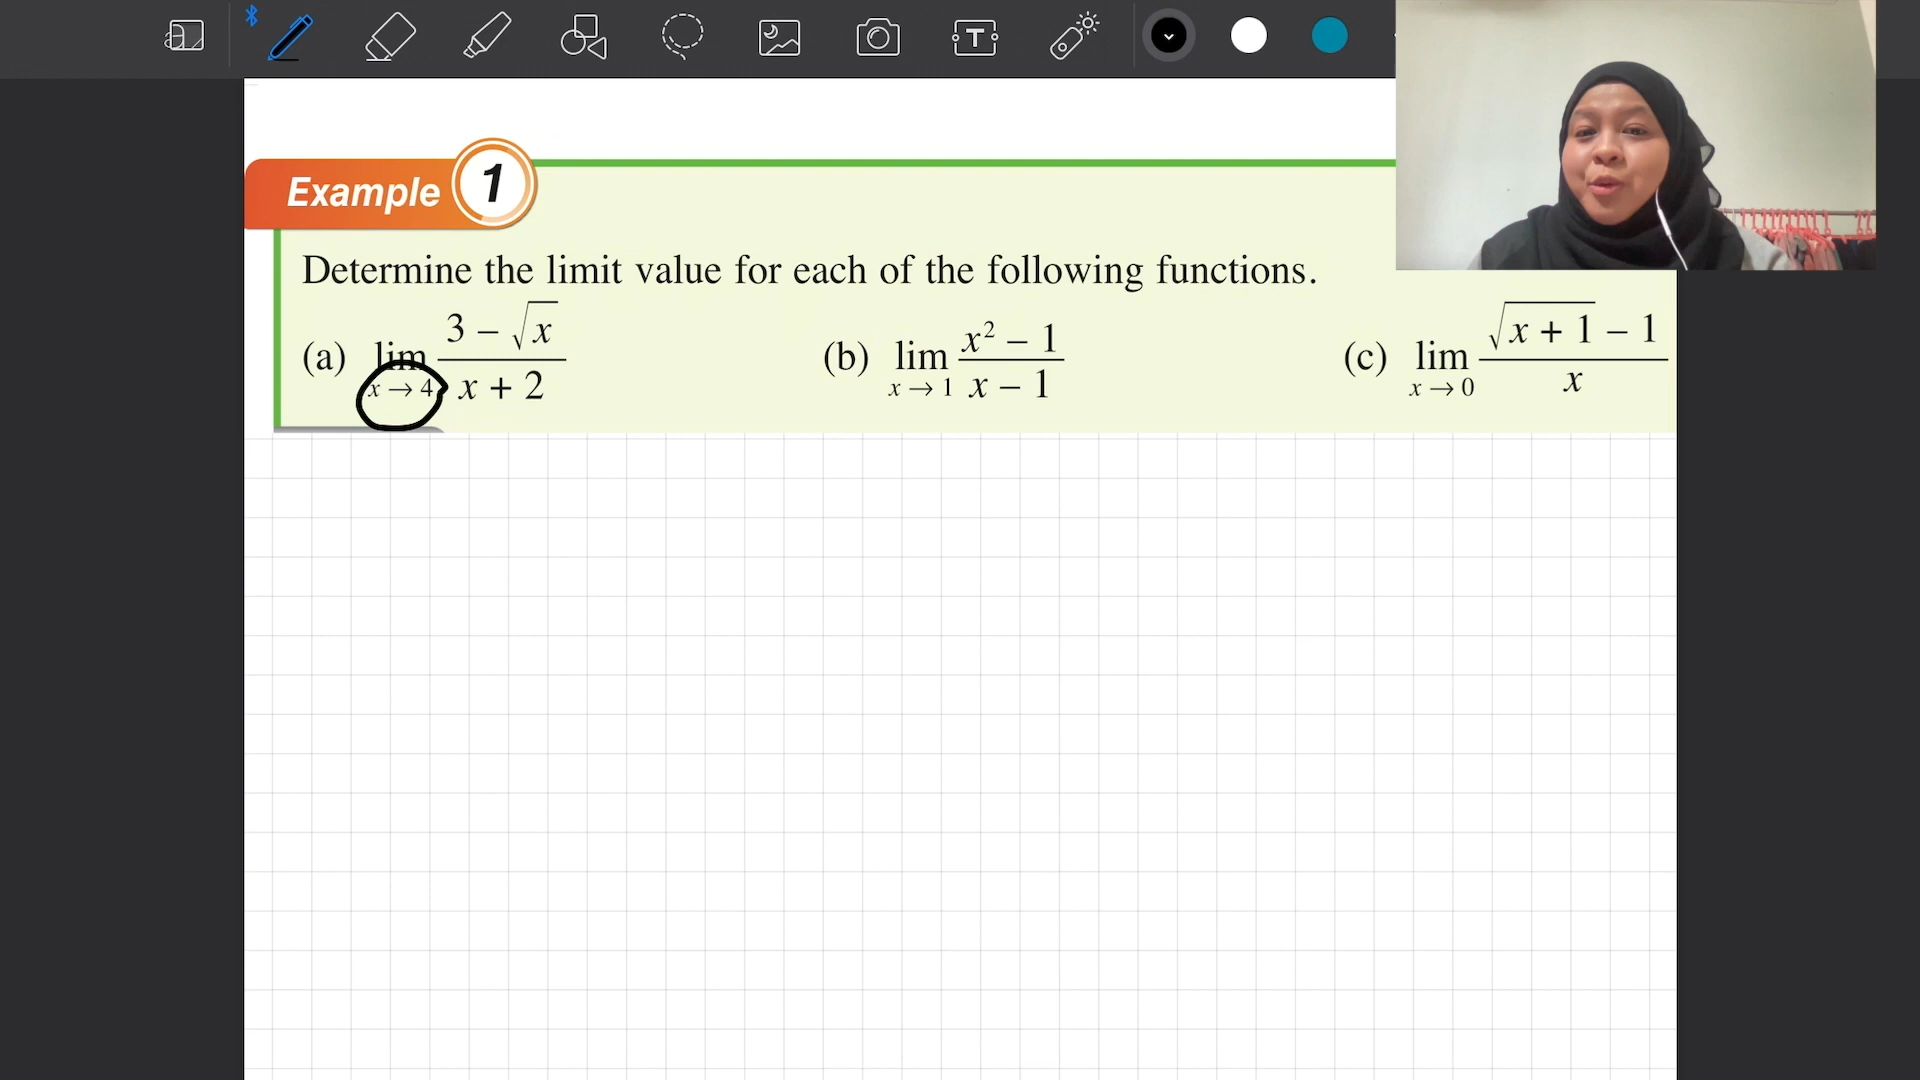 Example 1
Determine the limit value for each of the following functions.
(a) lim x → 4 (3 − √x)/(x + 2)
(b) lim x → 1 (x² − 1)/(x − 1)
(c) lim x → 0 (√(x + 1) − 1)/x